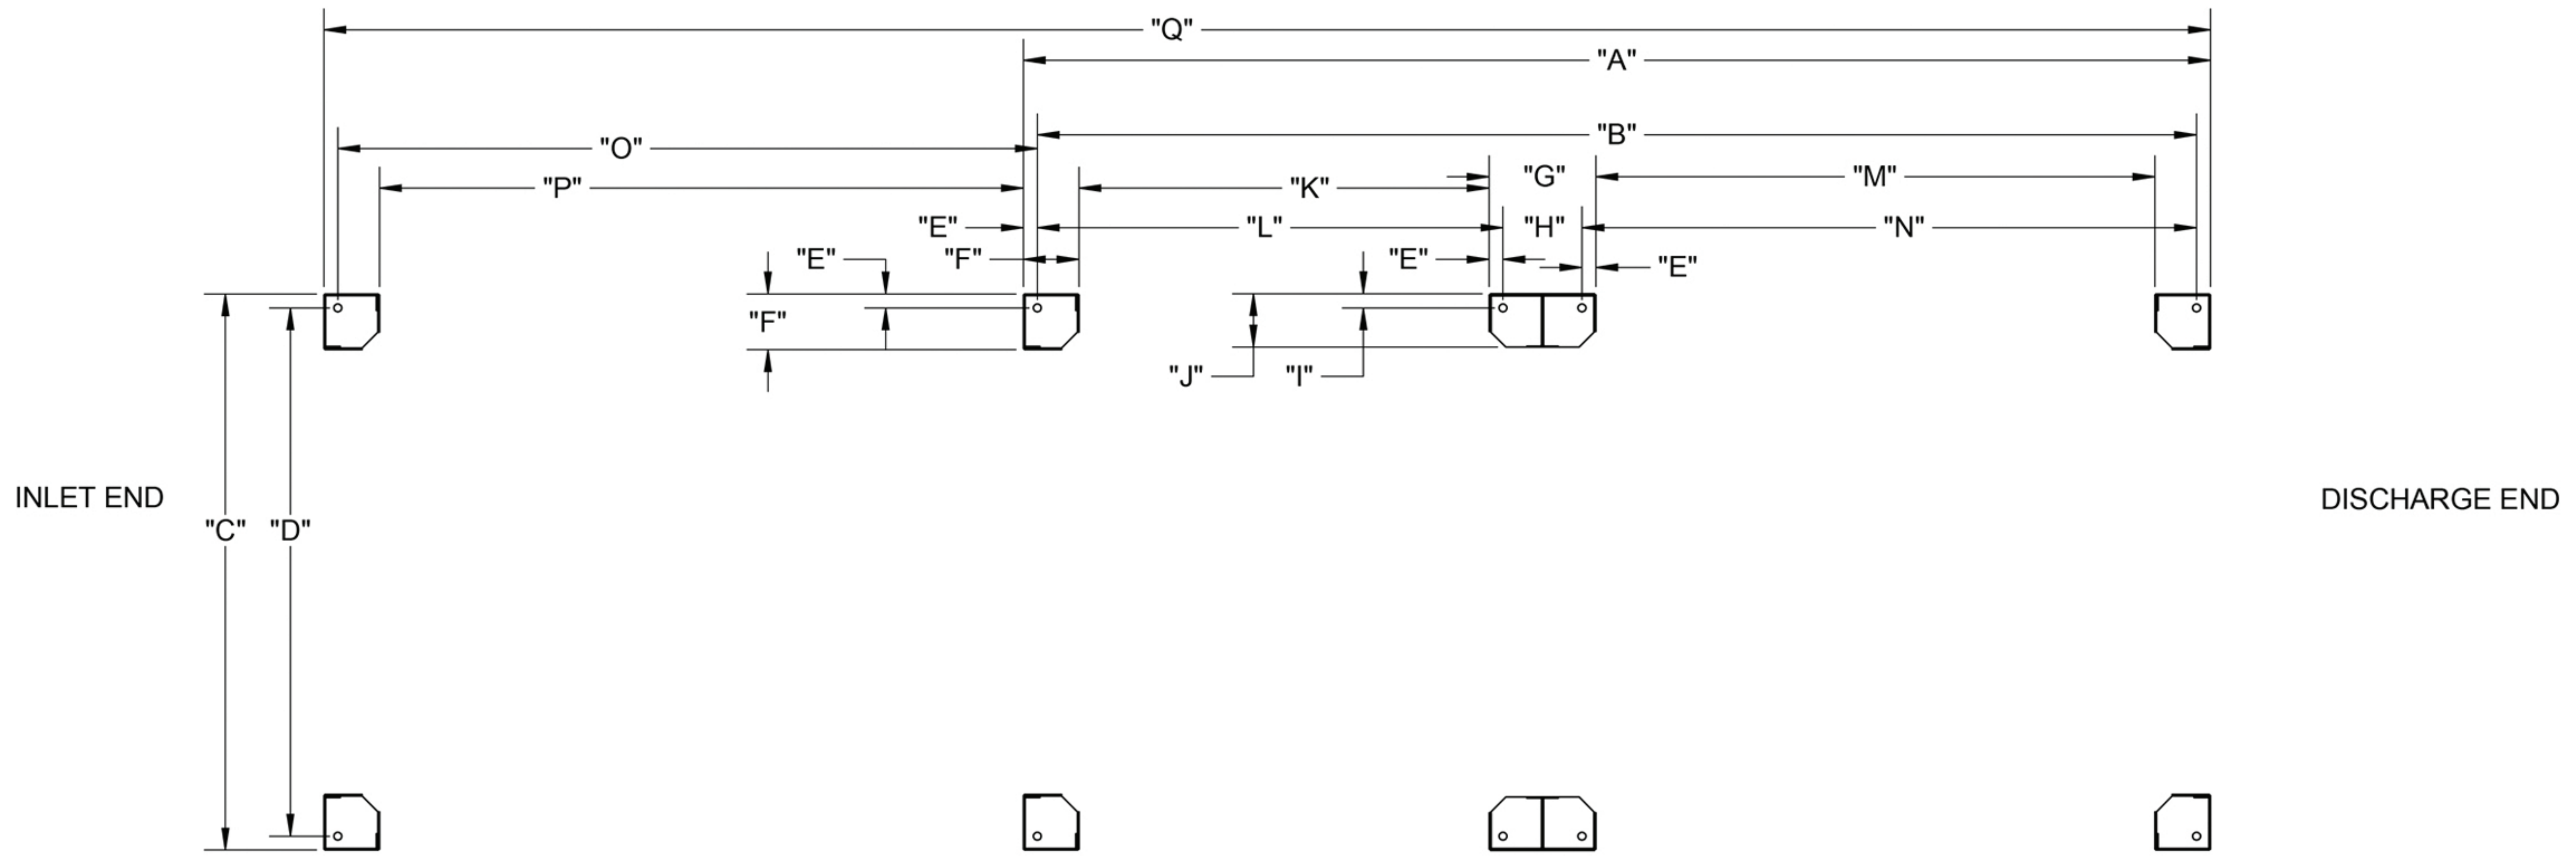 "Q"
"A"
"B"
"O"
"G" "M"
"P" "K"
"E" "L" "H" "N"
"E" "F" "E" "E"
"F"
"J" "I"
INLET END DISCHARGE END
"C" "D"